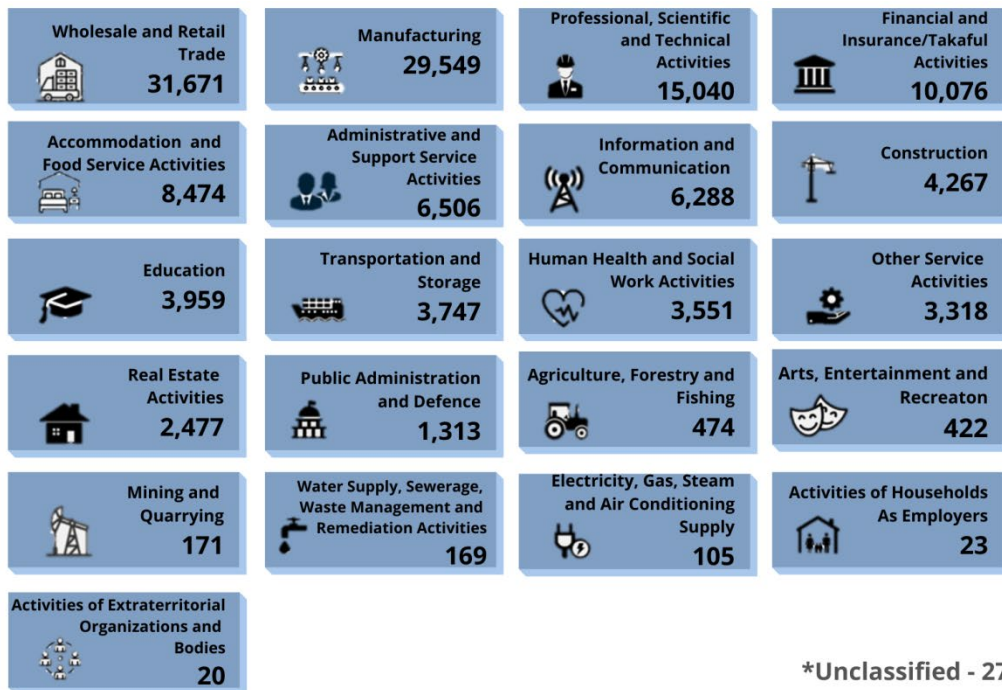 Wholesale and Retail
Trade
31,671
Manufacturing
29,549
Professional, Scientific
and Technical
Activities
15,040
Financial and
Insurance/Takaful
Activities
10,076
Accommodation and
Food Service Activities
8,474
Administrative and
Support Service
Activities
6,506
Information and
Communication
6,288
Construction
4,267
Education
3,959
Transportation and
Storage
3,747
Human Health and Social
Work Activities
3,551
Other Service
Activities
3,318
Real Estate
Activities
2,477
Public Administration
and Defence
1,313
Agriculture, Forestry and
Fishing
474
Arts, Entertainment and
Recreaton
422
Mining and
Quarrying
171
Water Supply, Sewerage,
Waste Management and
Remediation Activities
169
Electricity, Gas, Steam
and Air Conditioning
Supply
105
Activities of Households
As Employers
23
Activities of Extraterritorial
Organizations and
Bodies
20
*Unclassified - 27